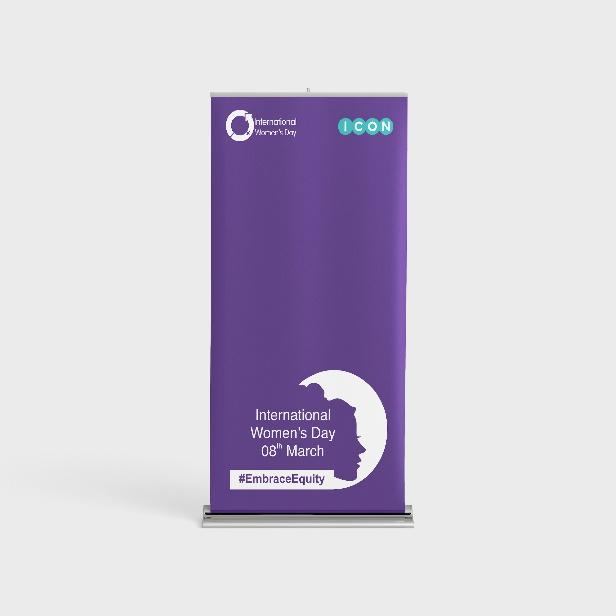 International
Women's Day
ICON
International
Women's Day
08th March
#EmbraceEquity